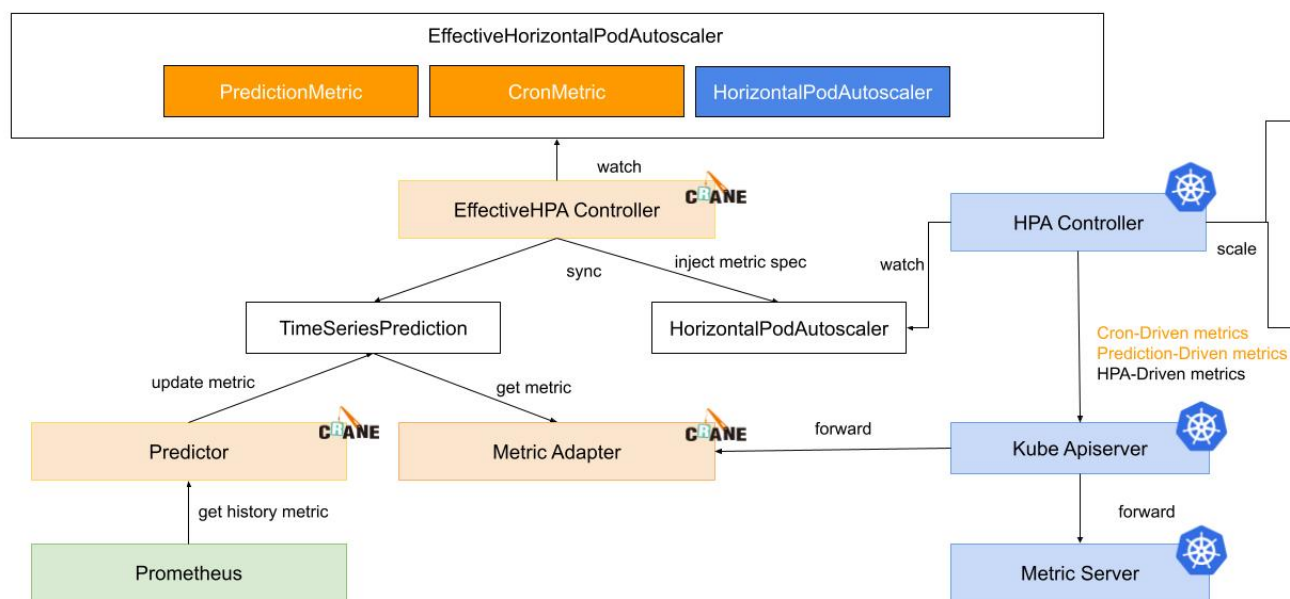 EffectiveHorizontalPodAutoscaler
PredictionMetric
CronMetric
HorizontalPodAutoscaler
watch
CRANE
EffectiveHPA Controller
HPA Controller
sync
inject metric spec
watch
scale
TimeSeriesPrediction
HorizontalPodAutoscaler
Cron-Driven metrics
Prediction-Driven metrics
HPA-Driven metrics
update metric
get metric
CRANE
Predictor
CRANE
Metric Adapter
forward
Kube Apiserver
get history metric
forward
Prometheus
Metric Server